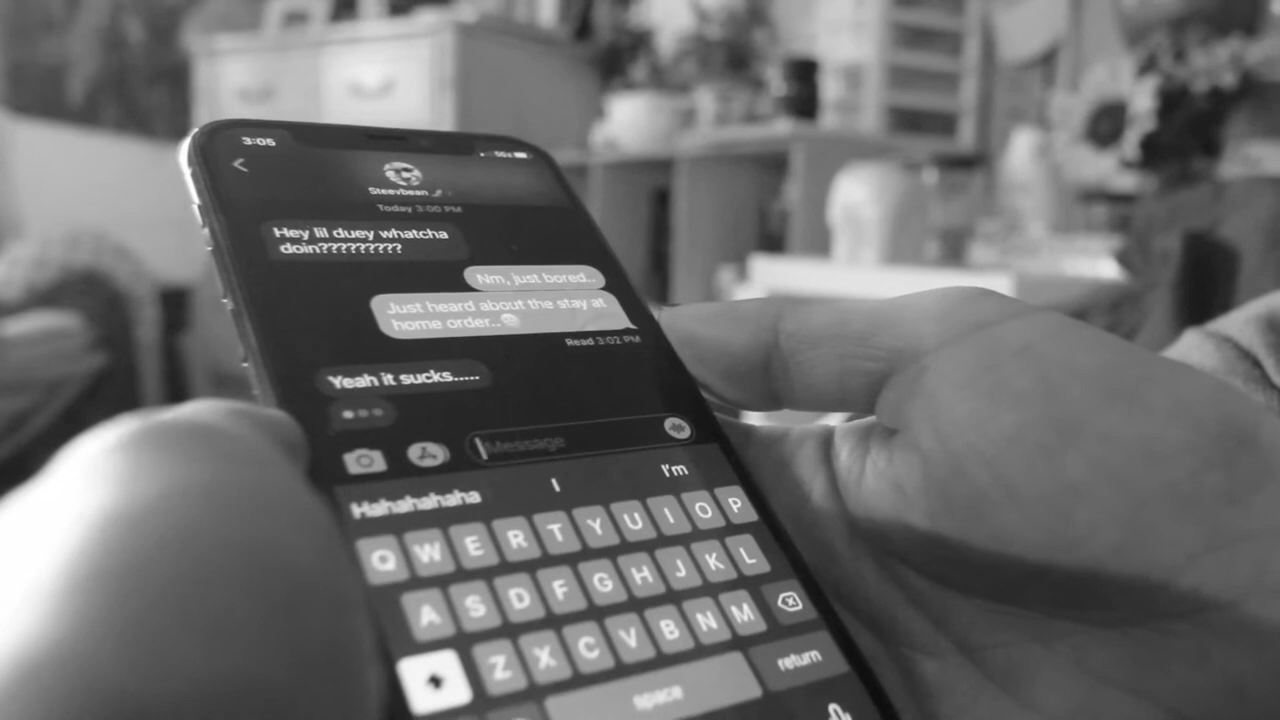 3:05
Steevbean
Today 3:00 PM
Hey lil duey whatcha
doin?????????
Nm, just bored..
Just heard about the stay at
home order..
Read 3:02 PM
Yeah it sucks.....
Message
Hahahahaha I I'm
Q W E R T Y U I O P
A S D F G H J K L
Z X C V B N M
space return